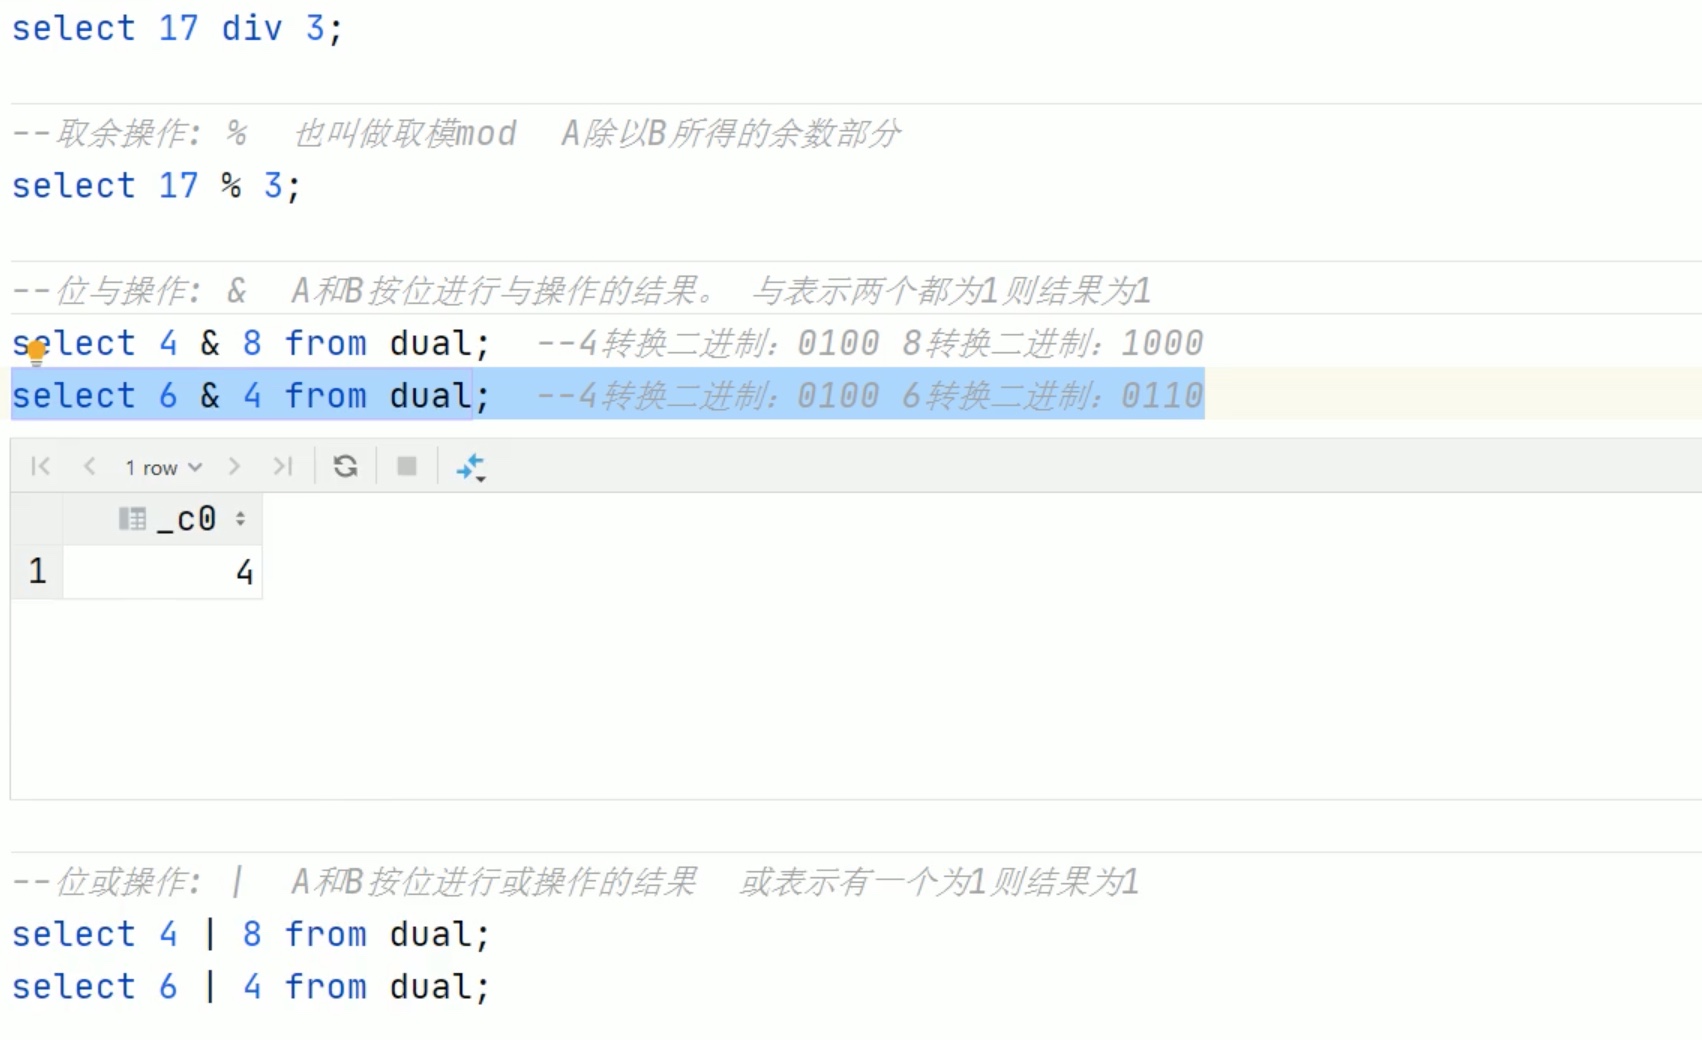 select 17 div 3;
--取余操作: %  也叫做取模mod  A除以B所得的余数部分
select 17 % 3;
--位与操作: &  A和B按位进行与操作的结果。 与表示两个都为1则结果为1
select 4 & 8 from dual;  --4转换二进制：0100 8转换二进制：1000
select 6 & 4 from dual;  --4转换二进制：0100 6转换二进制：0110
1 row
_c0
1 4
--位或操作: |  A和B按位进行或操作的结果  或表示有一个为1则结果为1
select 4 | 8 from dual;
select 6 | 4 from dual;